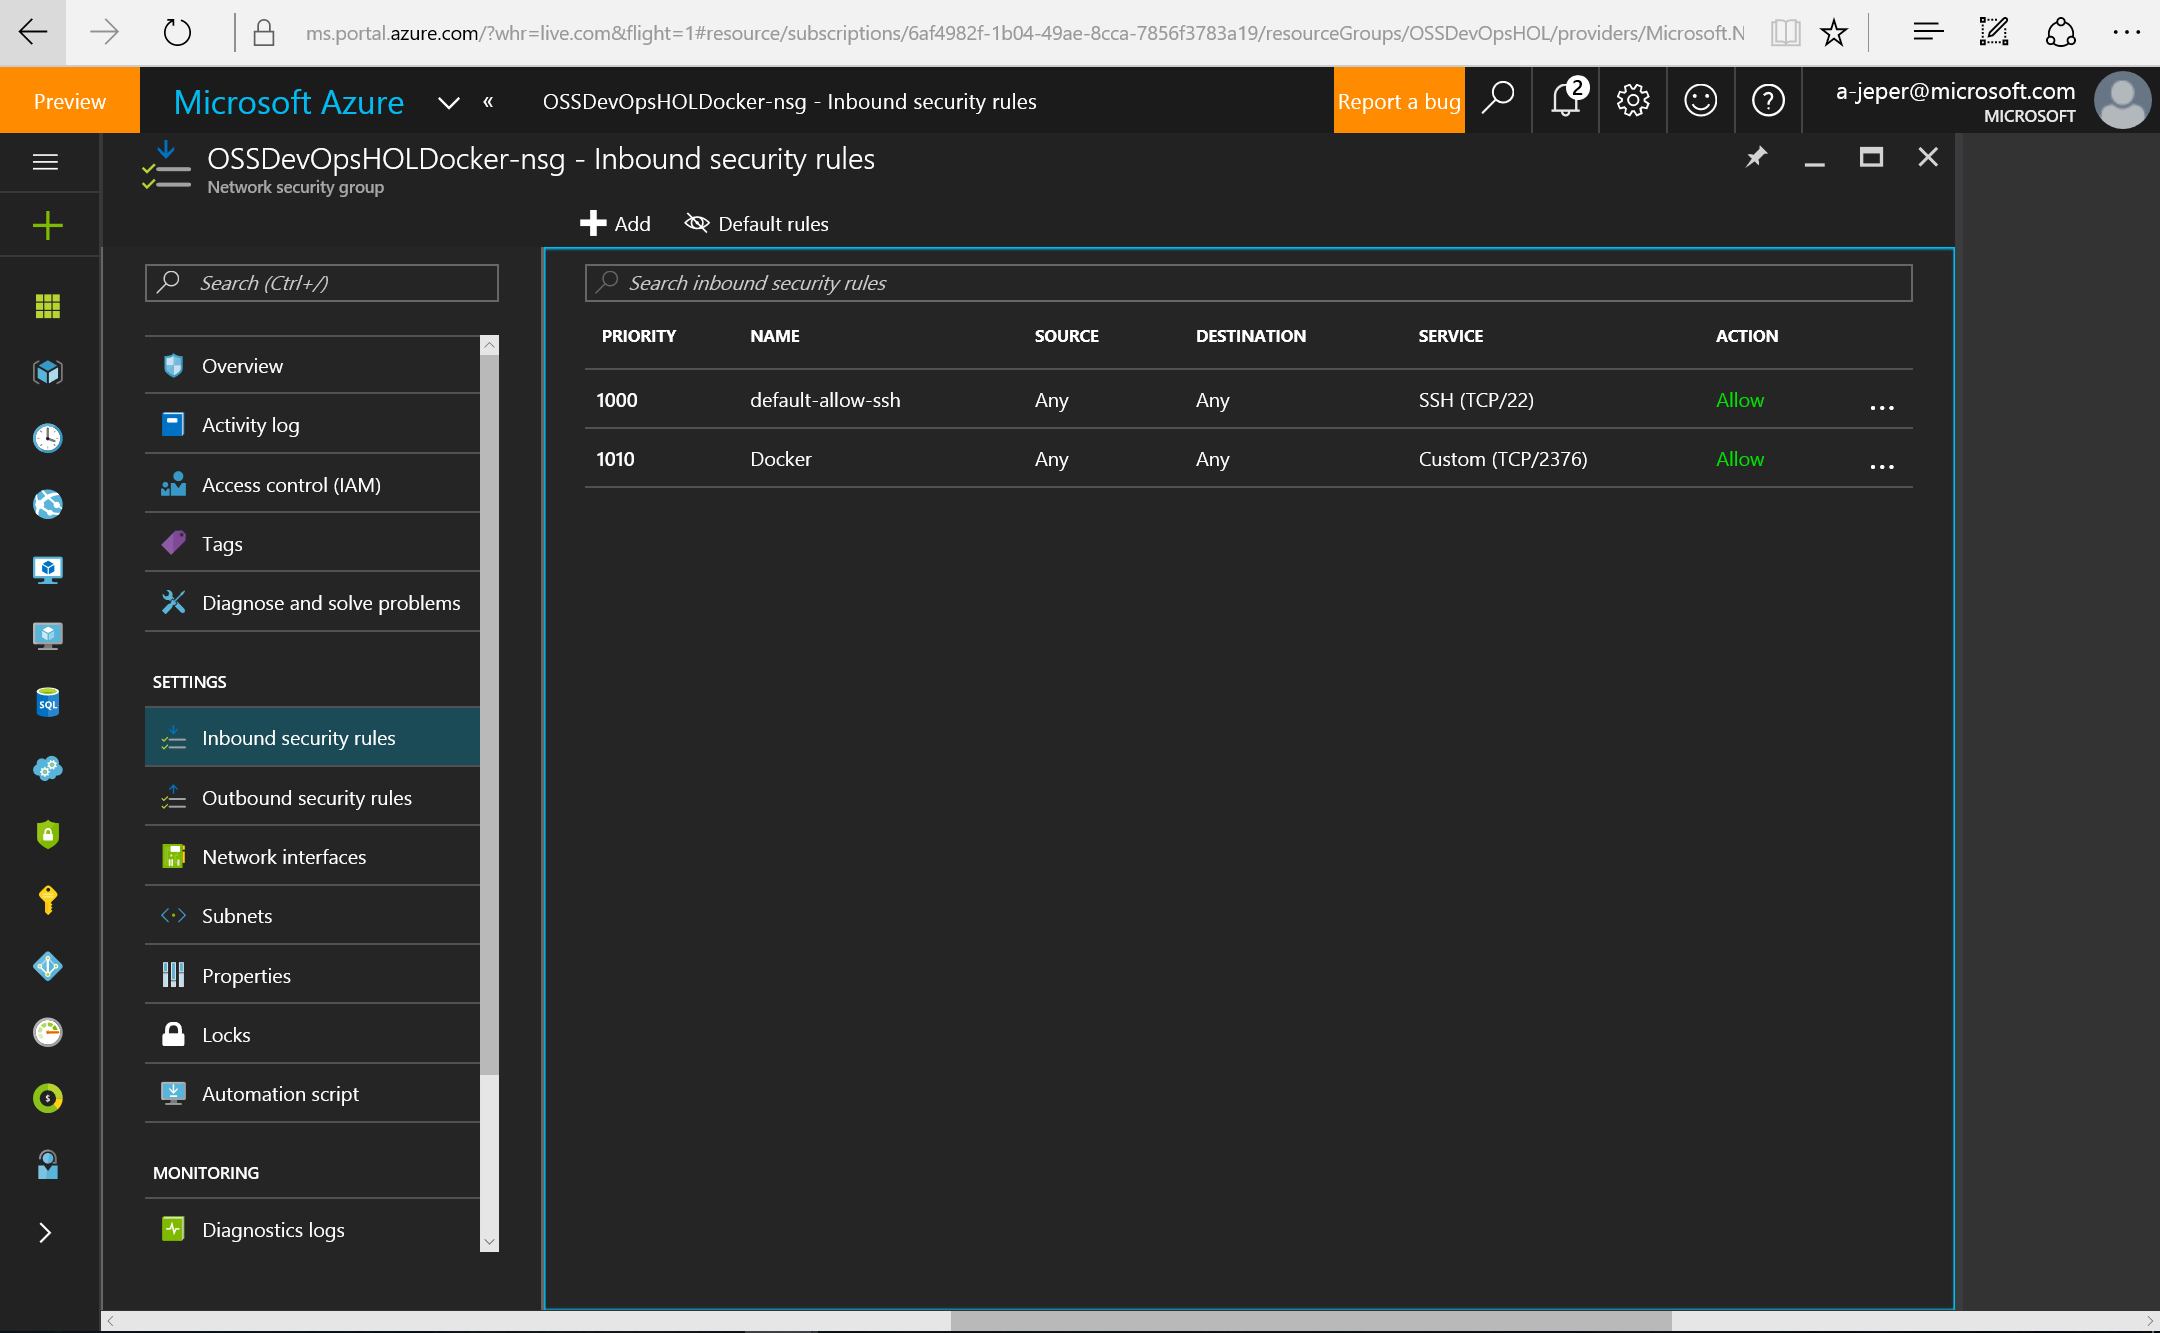 ms.portal.azure.com/?whr=live.com&flight=1#resource/subscriptions/6af4982f-1b04-49ae-8cca-7856f3783a19/resourceGroups/OSSDevOpsHOL/providers/Microsoft.N
Preview
Microsoft Azure
«
OSSDevOpsHOLDocker-nsg - Inbound security rules
Report a bug
2
a-jeper@microsoft.com
MICROSOFT
OSSDevOpsHOLDocker-nsg - Inbound security rules
Network security group
Add
Default rules
Search (Ctrl+/)
Overview
Activity log
Access control (IAM)
Tags
Diagnose and solve problems
SETTINGS
Inbound security rules
Outbound security rules
Network interfaces
Subnets
Properties
Locks
Automation script
MONITORING
Diagnostics logs
Search inbound security rules
PRIORITY NAME SOURCE DESTINATION SERVICE ACTION
1000 default-allow-ssh Any Any SSH (TCP/22) Allow ...
1010 Docker Any Any Custom (TCP/2376) Allow ...
SQL